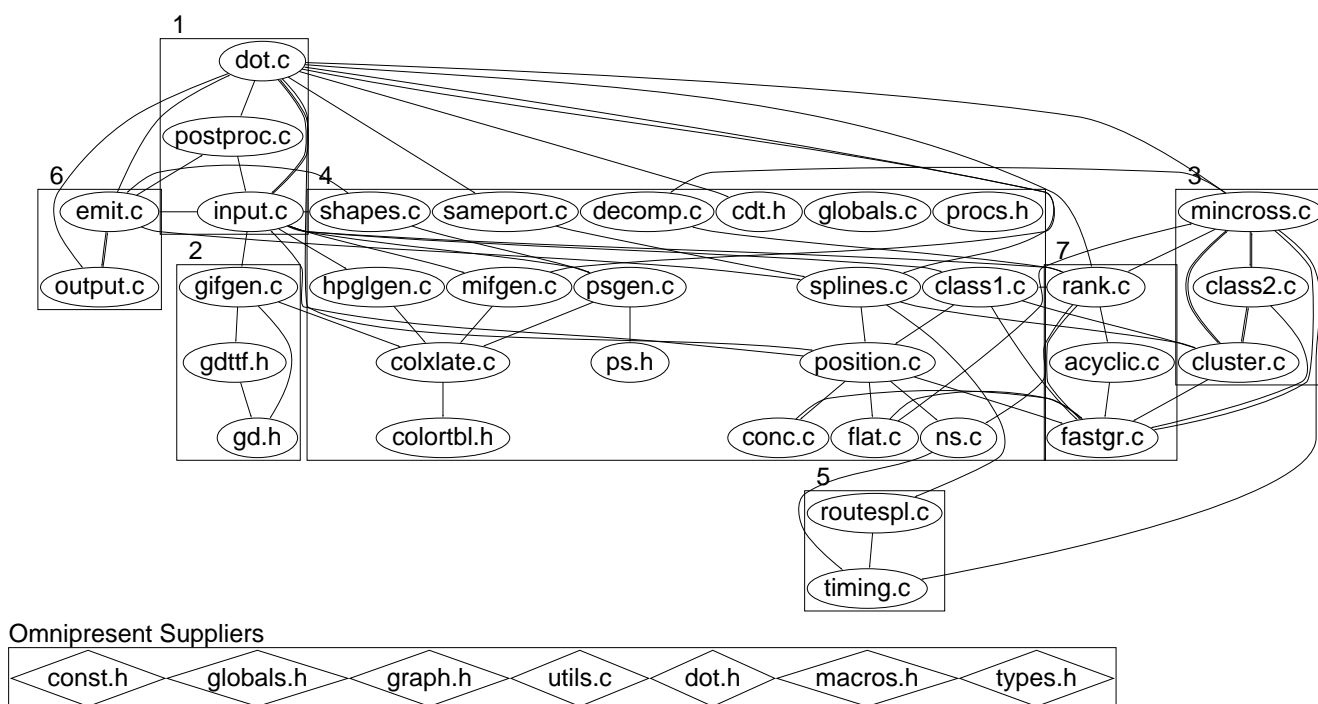 1
dot.c
postproc.c
6
4
3
emit.c
input.c
shapes.c
sameport.c
decomp.c
cdt.h
globals.c
procs.h
mincross.c
2
7
output.c
gifgen.c
hpglgen.c
mifgen.c
psgen.c
splines.c
class1.c
rank.c
class2.c
gdttf.h
colxlate.c
ps.h
position.c
acyclic.c
cluster.c
gd.h
colortbl.h
conc.c
flat.c
ns.c
fastgr.c
5
routespl.c
timing.c
Omnipresent Suppliers
const.h
globals.h
graph.h
utils.c
dot.h
macros.h
types.h